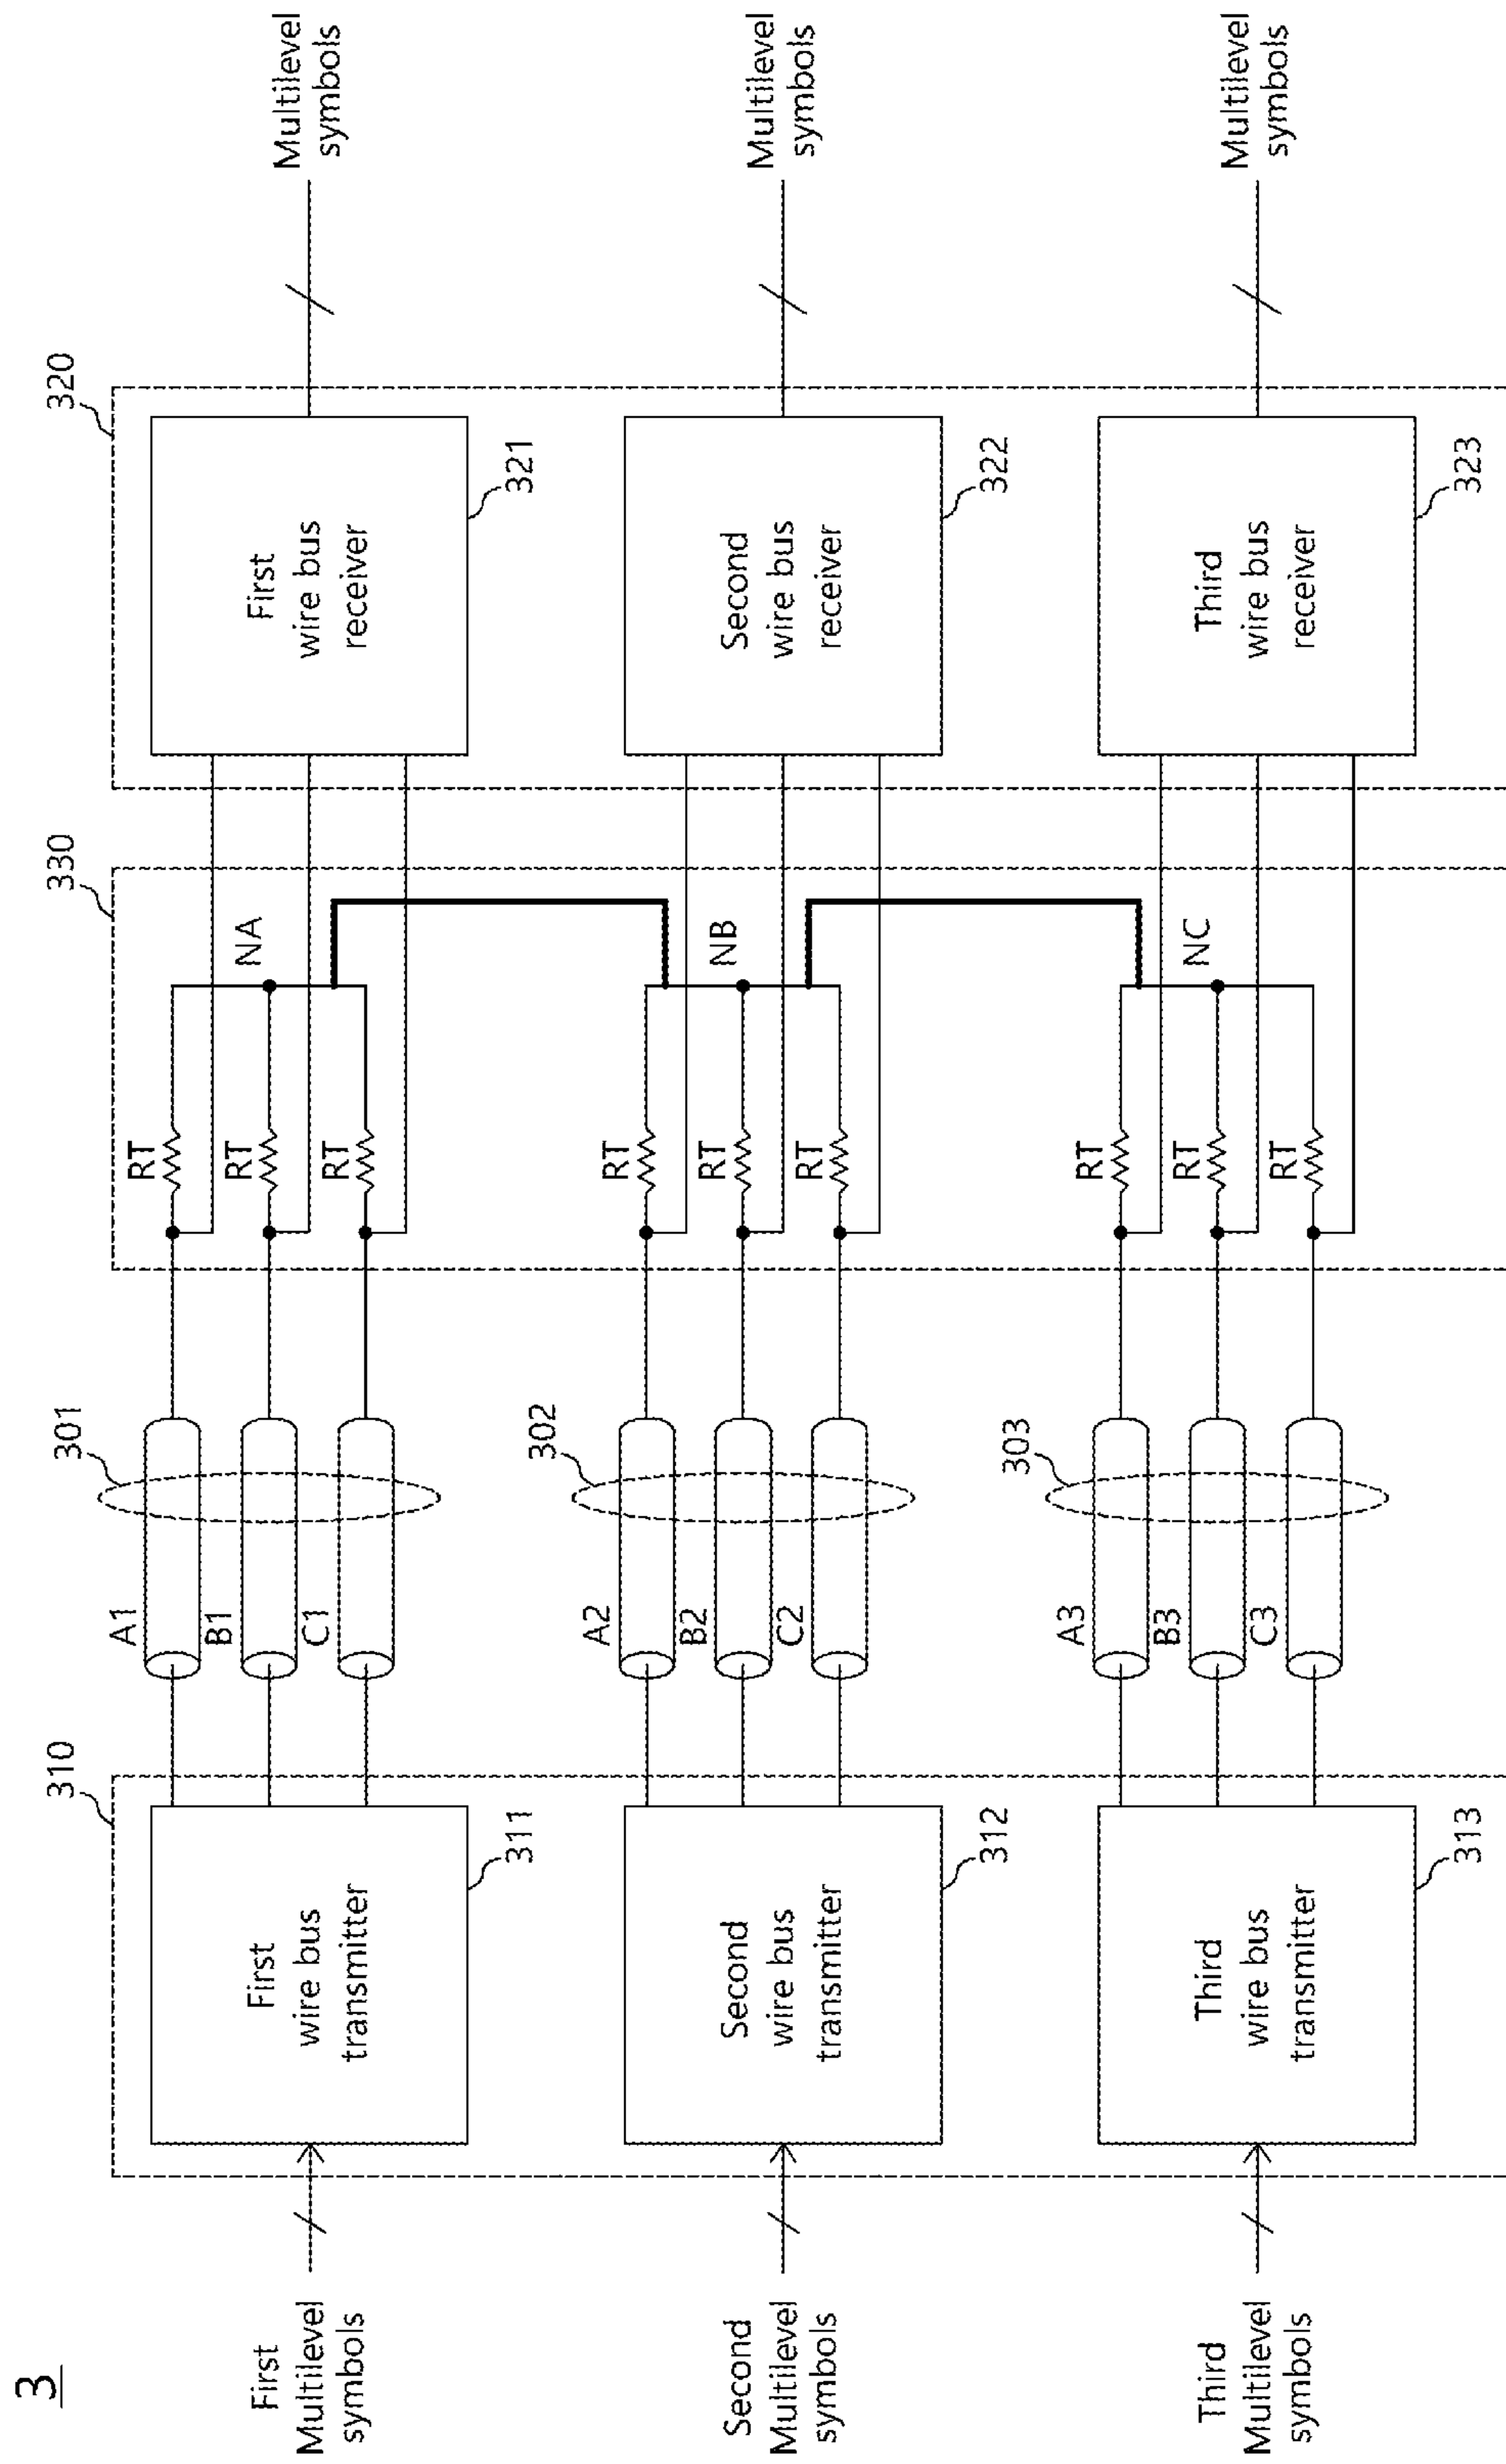 3
310
330
320
First
Multilevel
symbols
First
wire bus
transmitter
311
A1
B1
C1
301
RT
RT
RT
NA
First
wire bus
receiver
321
Multilevel
symbols
Second
Multilevel
symbols
Second
wire bus
transmitter
312
A2
B2
C2
302
RT
RT
RT
NB
Second
wire bus
receiver
322
Multilevel
symbols
Third
Multilevel
symbols
Third
wire bus
transmitter
313
A3
B3
C3
303
RT
RT
RT
NC
Third
wire bus
receiver
323
Multilevel
symbols